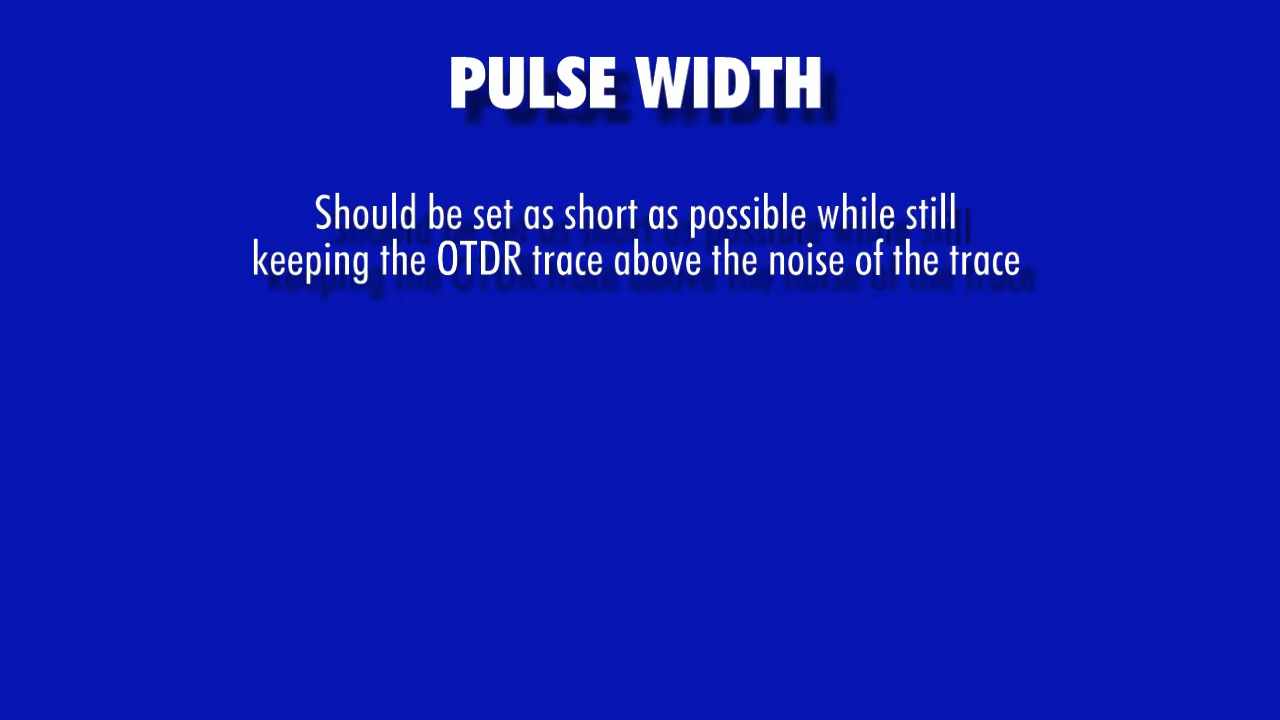 PULSE WIDTH
Should be set as short as possible while still
keeping the OTDR trace above the noise of the trace